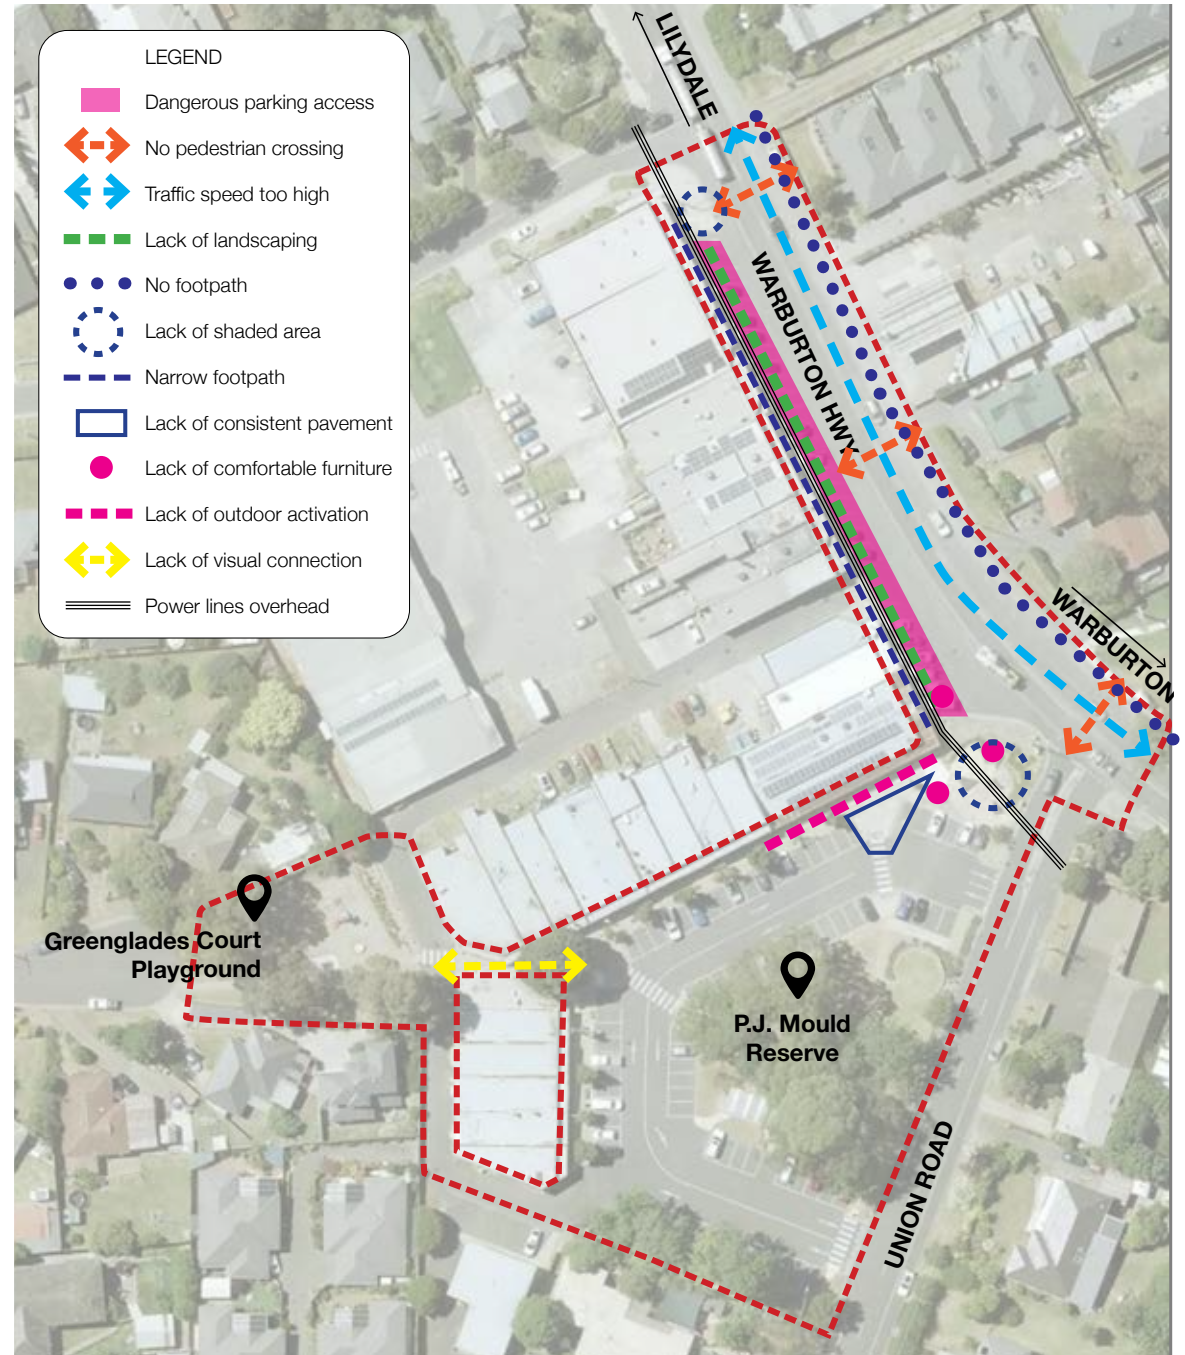 LEGEND
Dangerous parking access
No pedestrian crossing
Traffic speed too high
Lack of landscaping
No footpath
Lack of shaded area
Narrow footpath
Lack of consistent pavement
Lack of comfortable furniture
Lack of outdoor activation
Lack of visual connection
Power lines overhead
LILYDALE
WARBURTON HWY
WARBURTON
Greenglades Court
Playground
P.J. Mould
Reserve
UNION ROAD